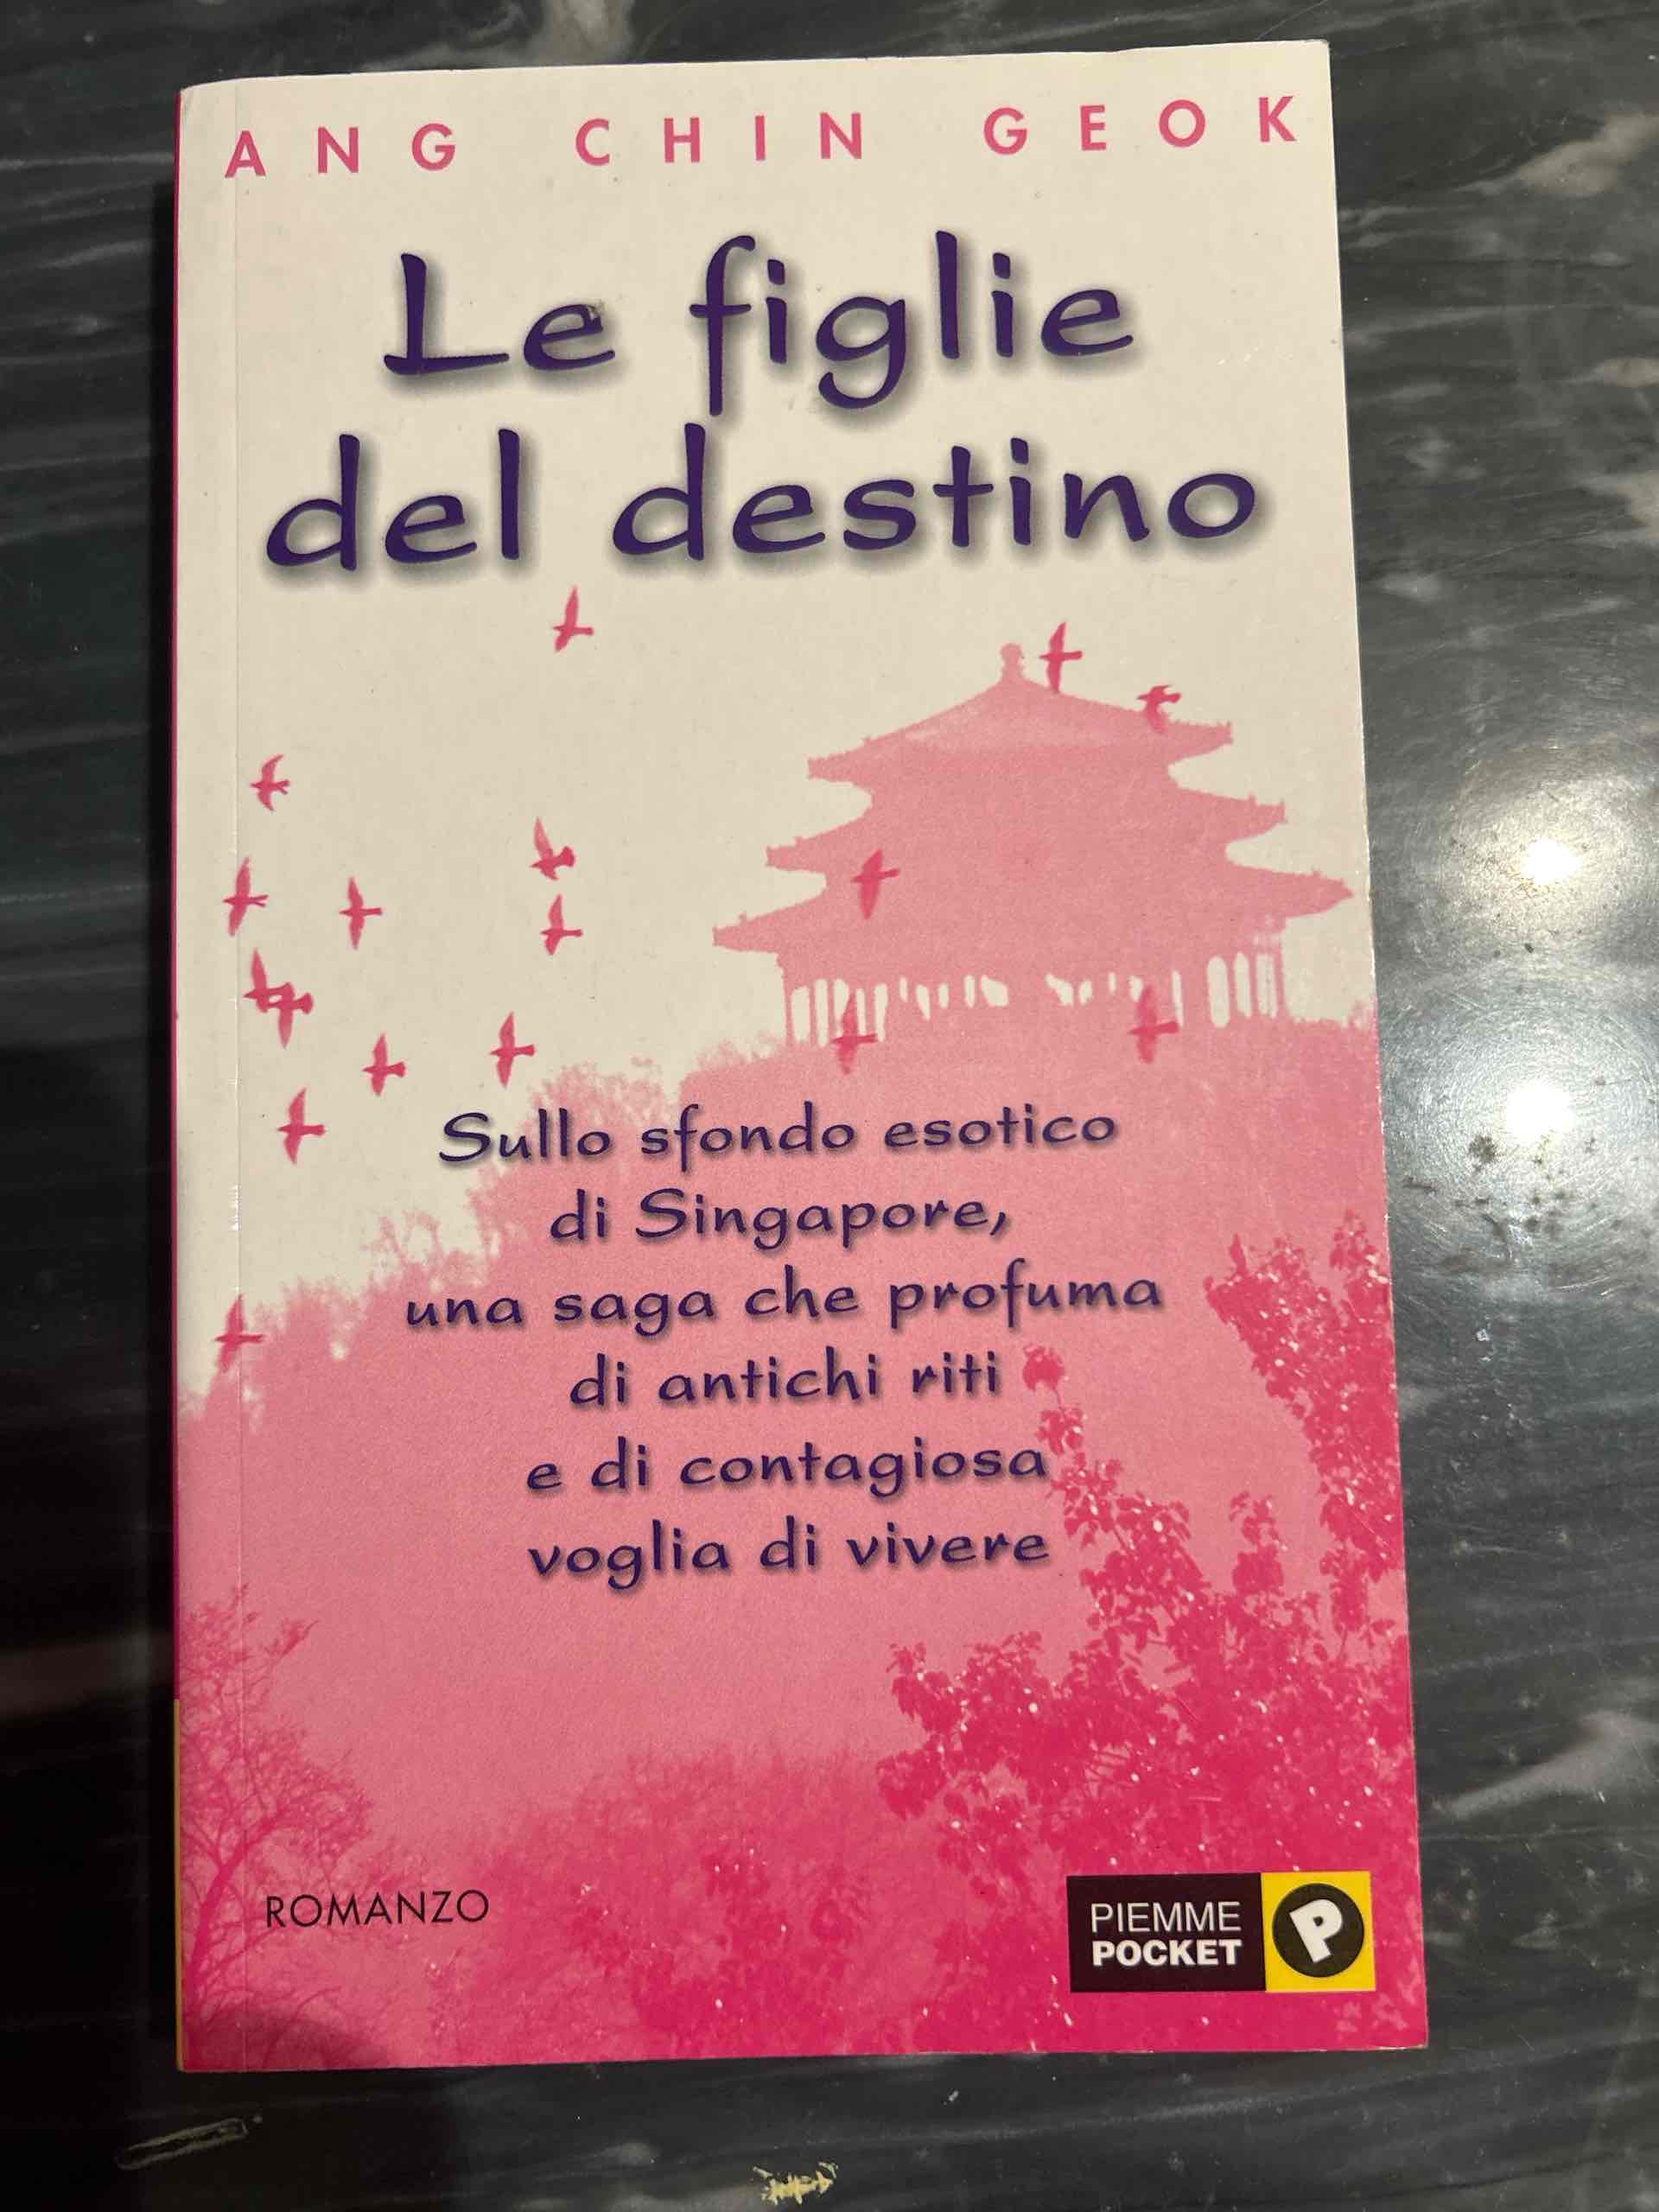 ANG CHIN GEOK
Le figlie
del destino
Sullo sfondo esotico
di Singapore,
una saga che profuma
di antichi riti
e di contagiosa
voglia di vivere
ROMANZO
PIEMME
POCKET
P